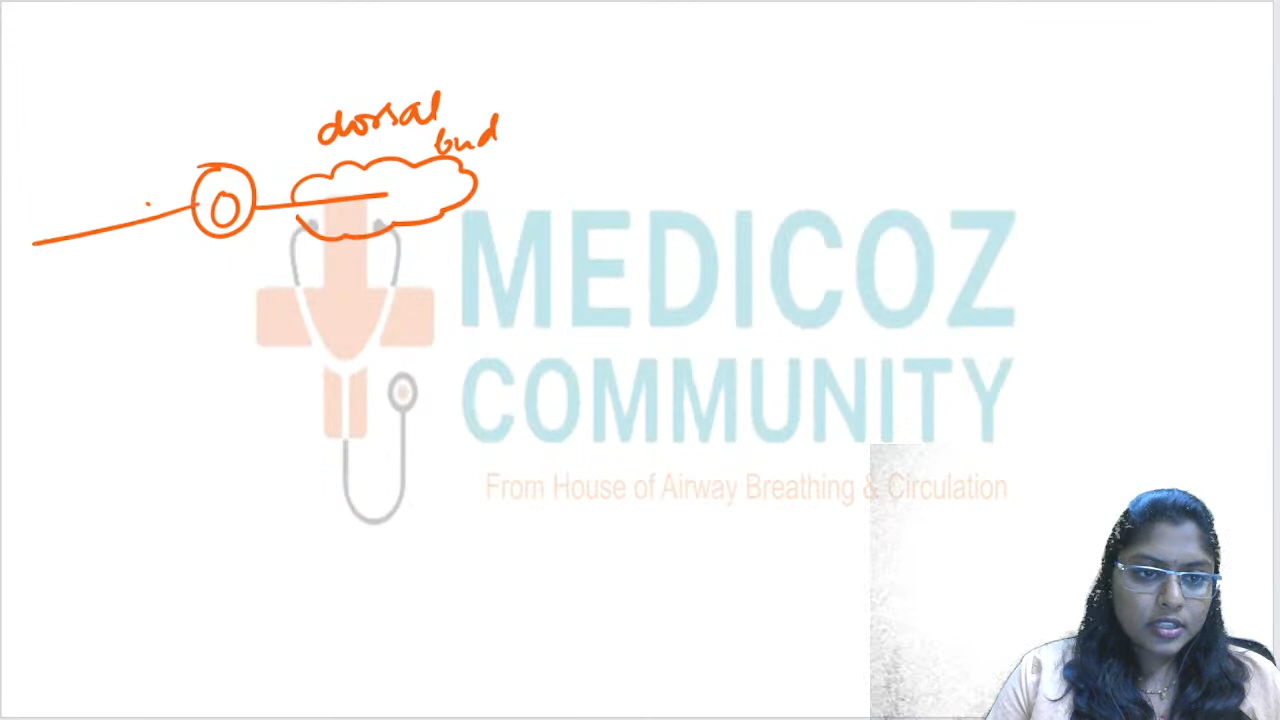 dorsal
bud
MEDICOZ
COMMUNITY
From House of Airway Breathing & Circulation